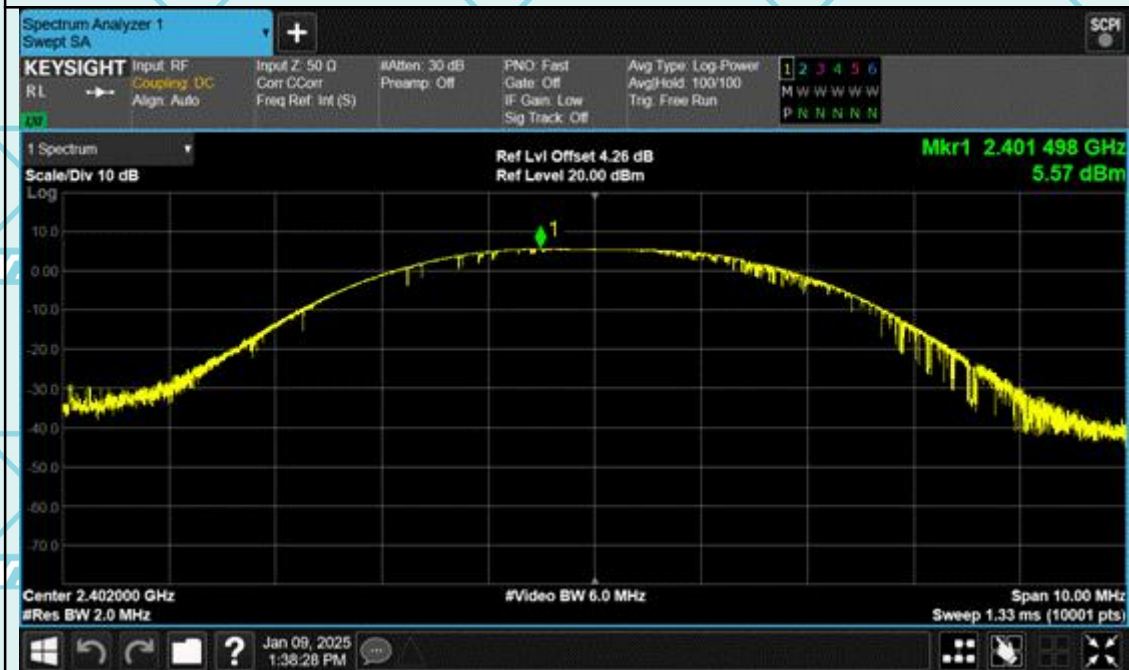 Spectrum Analyzer 1
Swept SA
+
SCPI
KEYSIGHT
RL
Input: RF
Coupling: DC
Align: Auto
Input Z: 50 Ω
Corr CCorr
Freq Ref: Int (S)
#Atten: 30 dB
Preamp: Off
PNO: Fast
Gate: Off
IF Gain: Low
Sig Track: Off
Avg Type: Log-Power
Avg|Hold: 100/100
Trig: Free Run
1 2 3 4 5 6
M W W W W W
P N N N N N
1 Spectrum
Scale/Div 10 dB
Log
Ref Lvl Offset 4.26 dB
Ref Level 20.00 dBm
Mkr1 2.401 498 GHz
5.57 dBm
1
10.0
0.00
-10.0
-20.0
-30.0
-40.0
-50.0
-60.0
-70.0
Center 2.402000 GHz
#Res BW 2.0 MHz
#Video BW 6.0 MHz
Span 10.00 MHz
Sweep 1.33 ms (10001 pts)
?
Jan 09, 2025
1:38:28 PM